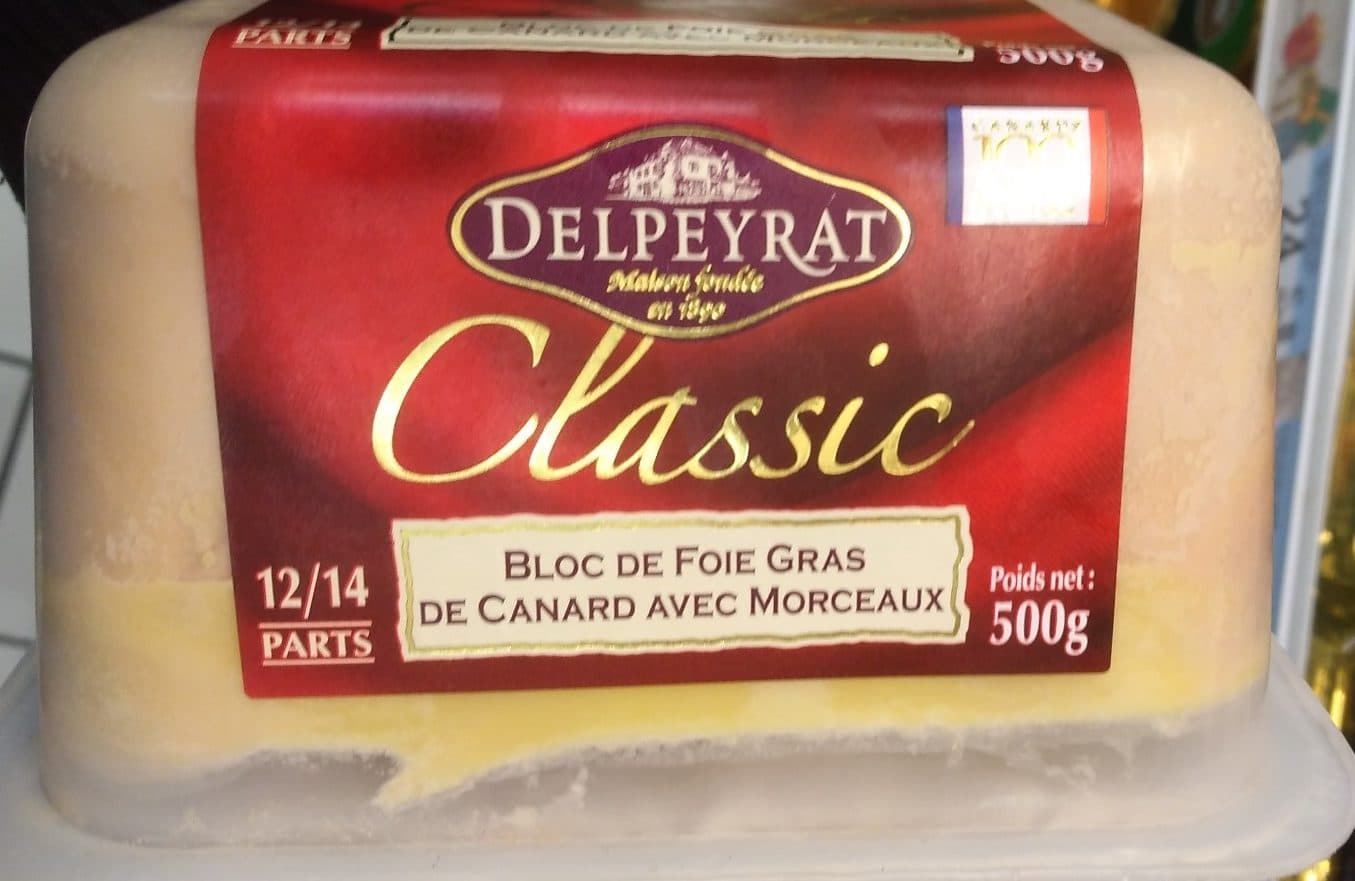 PARTS
500g
100
DELPEYRAT
Maison fondée
en 1890
Classic
12/14
PARTS
BLOC DE FOIE GRAS
DE CANARD AVEC MORCEAUX
Poids net :
500g